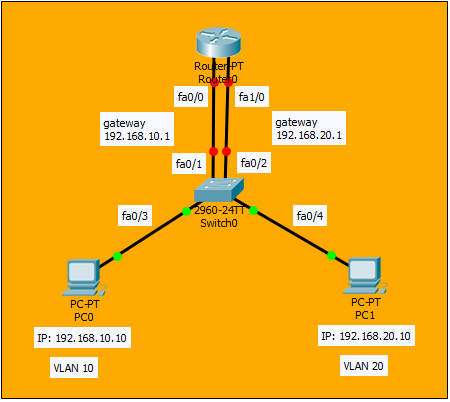 Router-PT
Router0
fa0/0
fa1/0
gateway
192.168.10.1
gateway
192.168.20.1
fa0/1
fa0/2
2960-24TT
Switch0
fa0/3
fa0/4
PC-PT
PC0
PC-PT
PC1
IP: 192.168.10.10
IP: 192.168.20.10
VLAN 10
VLAN 20